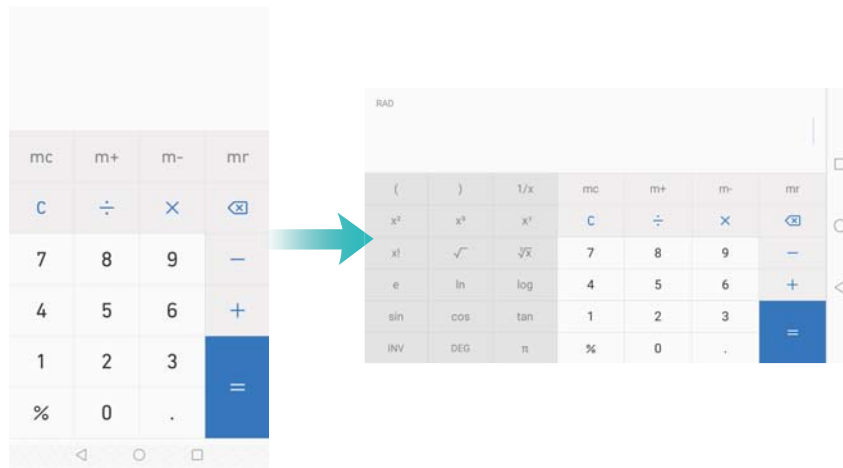 mc m+ m- mr
C ÷ × ⌫
7 8 9 −
4 5 6 +
1 2 3 =
% 0 .
RAD
( ) 1/x mc m+ m- mr
x² x³ xʸ C ÷ × ⌫
x! √ ʸ√x 7 8 9 −
e ln log 4 5 6 +
sin cos tan 1 2 3 =
INV DEG π % 0 .